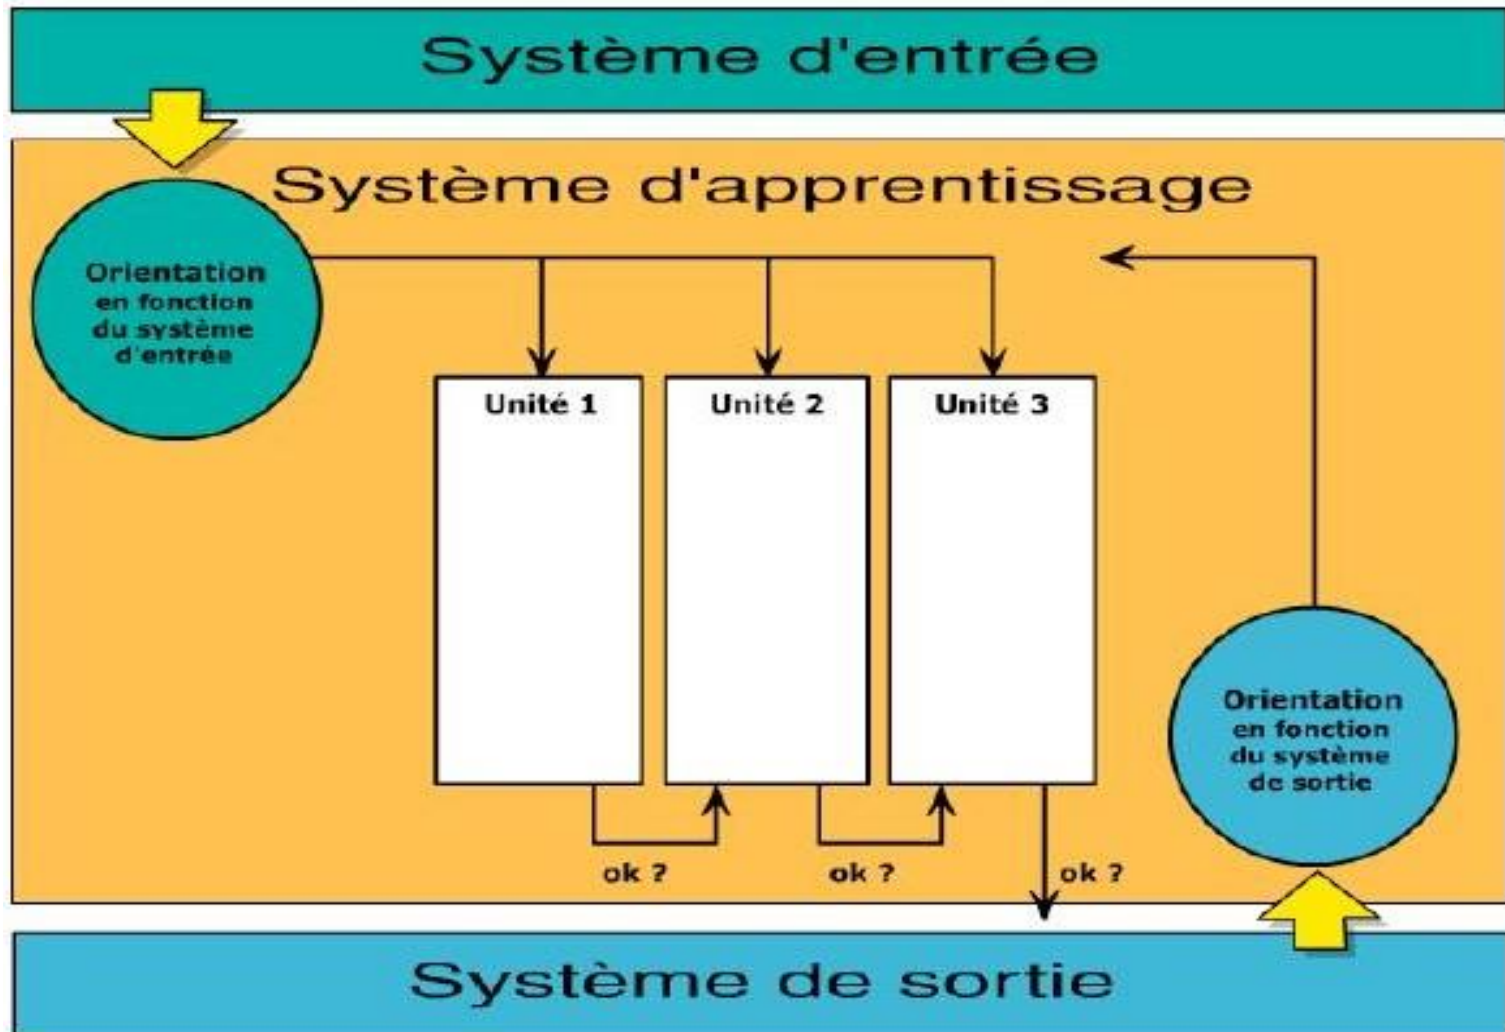 Système d'entrée
Système d'apprentissage
Orientation
en fonction
du système
d'entrée
Unité 1
Unité 2
Unité 3
Orientation
en fonction
du système
de sortie
ok ?
ok ?
ok ?
Système de sortie